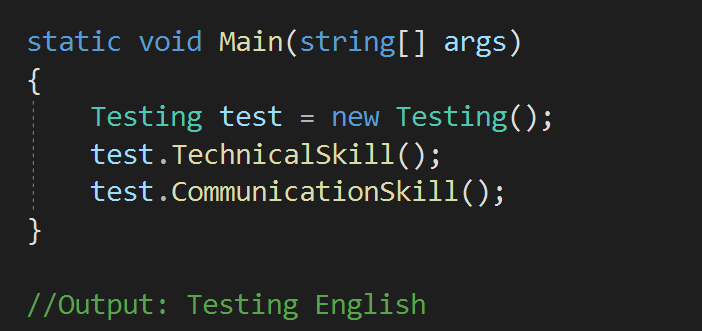 static void Main(string[] args)
{
    Testing test = new Testing();
    test.TechnicalSkill();
    test.CommunicationSkill();
}
//Output: Testing English